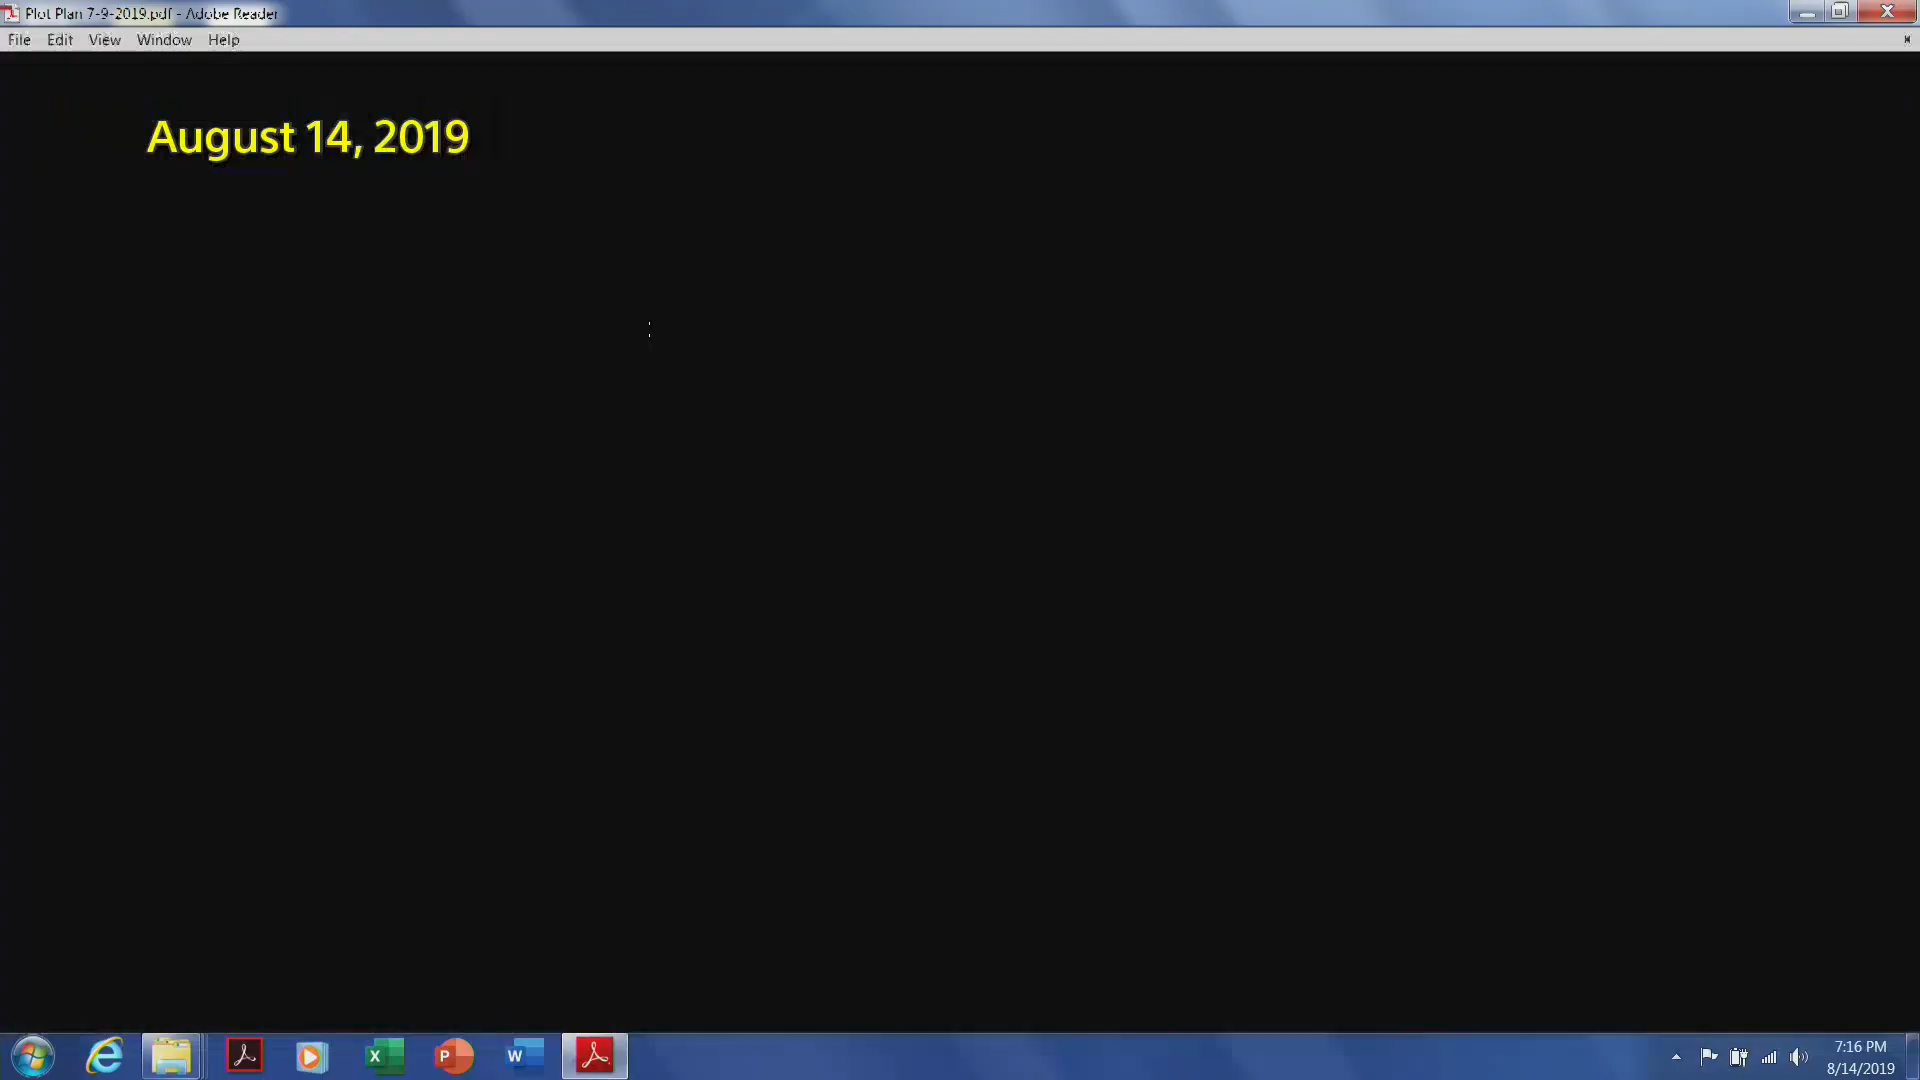 Plot Plan 7-9-2019.pdf - Adobe Reader
File Edit View Window Help
August 14, 2019
7:16 PM
8/14/2019